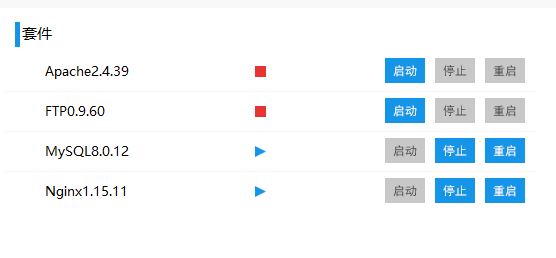 套件
Apache2.4.39 启动 停止 重启
FTP0.9.60 启动 停止 重启
MySQL8.0.12 启动 停止 重启
Nginx1.15.11 启动 停止 重启